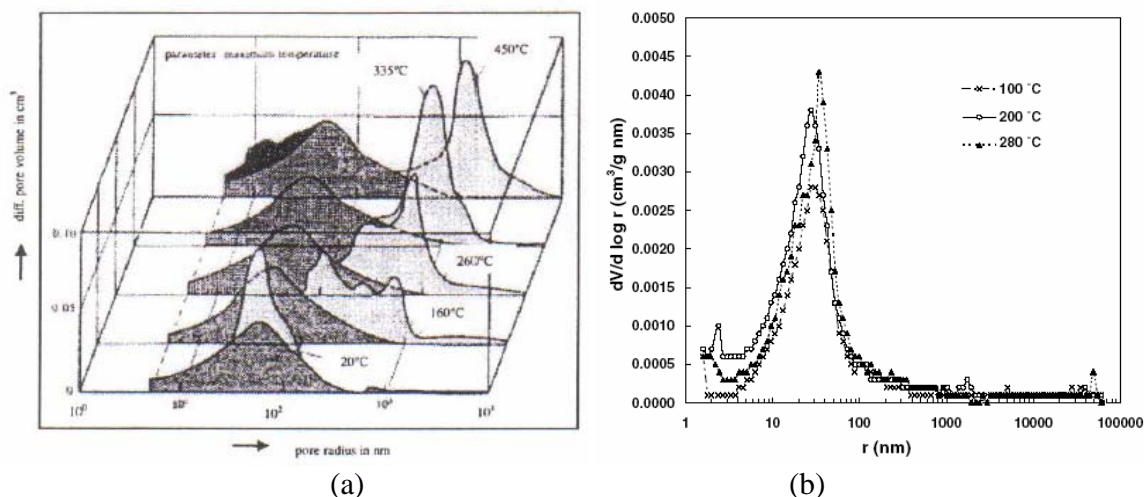 (a)
parameter maximum temperature
450°C
335°C
260°C
160°C
20°C
diff. pore volume in cm³
0.10
0.05
0
10⁰
10²
pore radius in nm
(b)
0.0050
0.0045
0.0040
0.0035
0.0030
0.0025
0.0020
0.0015
0.0010
0.0005
0.0000
dV/d log r (cm³/g nm)
100 ˚C
200 ˚C
280 ˚C
1
10
100
1000
10000
100000
r (nm)
(a)
(b)